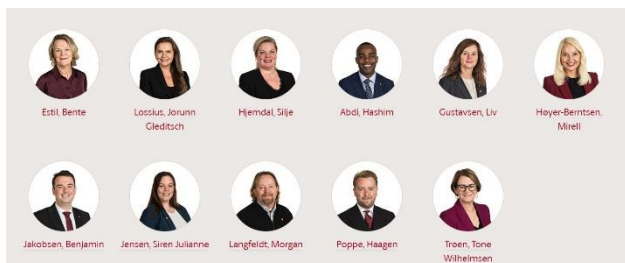 Estil, Bente
Lossius, Jorunn
Gleditsch
Hjemdal, Silje
Abdi, Hashim
Gustavsen, Liv
Høyer-Berntsen,
Mirell
Jakobsen, Benjamin
Jensen, Siren Julianne
Langfeldt, Morgan
Poppe, Haagen
Trøen, Tone
Wilhelmsen